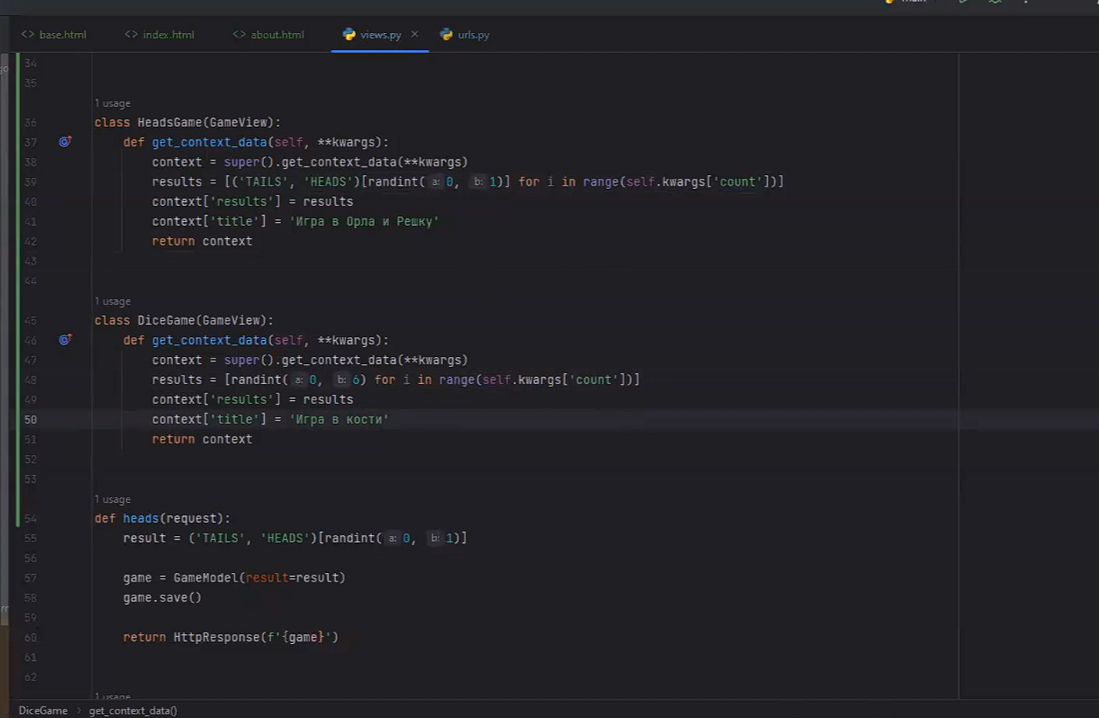 main
base.html index.html about.html views.py × urls.py
34
35
1 usage
36 class HeadsGame(GameView):
37 def get_context_data(self, **kwargs):
38 context = super().get_context_data(**kwargs)
39 results = [('TAILS', 'HEADS')[randint( a: 0, b: 1)] for i in range(self.kwargs['count'])]
40 context['results'] = results
41 context['title'] = 'Игра в Орла и Решку'
42 return context
43
44
1 usage
45 class DiceGame(GameView):
46 def get_context_data(self, **kwargs):
47 context = super().get_context_data(**kwargs)
48 results = [randint( a: 0, b: 6) for i in range(self.kwargs['count'])]
49 context['results'] = results
50 context['title'] = 'Игра в кости'
51 return context
52
53
1 usage
54 def heads(request):
55 result = ('TAILS', 'HEADS')[randint( a: 0, b: 1)]
56
57 game = GameModel(result=result)
58 game.save()
59
60 return HttpResponse(f'{game}')
61
62
1 usage
DiceGame › get_context_data()